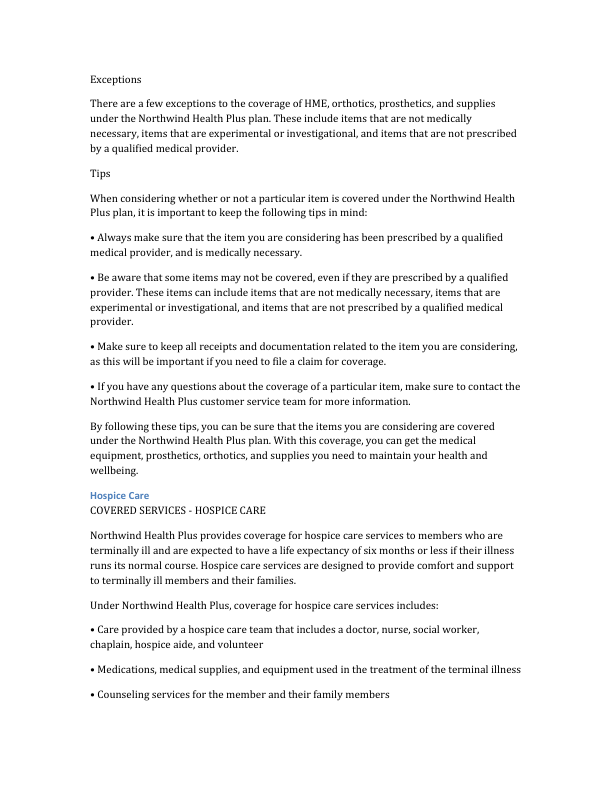 Exceptions
There are a few exceptions to the coverage of HME, orthotics, prosthetics, and supplies
under the Northwind Health Plus plan. These include items that are not medically
necessary, items that are experimental or investigational, and items that are not prescribed
by a qualified medical provider.
Tips
When considering whether or not a particular item is covered under the Northwind Health
Plus plan, it is important to keep the following tips in mind:
• Always make sure that the item you are considering has been prescribed by a qualified
medical provider, and is medically necessary.
• Be aware that some items may not be covered, even if they are prescribed by a qualified
provider. These items can include items that are not medically necessary, items that are
experimental or investigational, and items that are not prescribed by a qualified medical
provider.
• Make sure to keep all receipts and documentation related to the item you are considering,
as this will be important if you need to file a claim for coverage.
• If you have any questions about the coverage of a particular item, make sure to contact the
Northwind Health Plus customer service team for more information.
By following these tips, you can be sure that the items you are considering are covered
under the Northwind Health Plus plan. With this coverage, you can get the medical
equipment, prosthetics, orthotics, and supplies you need to maintain your health and
wellbeing.
Hospice Care
COVERED SERVICES - HOSPICE CARE
Northwind Health Plus provides coverage for hospice care services to members who are
terminally ill and are expected to have a life expectancy of six months or less if their illness
runs its normal course. Hospice care services are designed to provide comfort and support
to terminally ill members and their families.
Under Northwind Health Plus, coverage for hospice care services includes:
• Care provided by a hospice care team that includes a doctor, nurse, social worker,
chaplain, hospice aide, and volunteer
• Medications, medical supplies, and equipment used in the treatment of the terminal illness
• Counseling services for the member and their family members